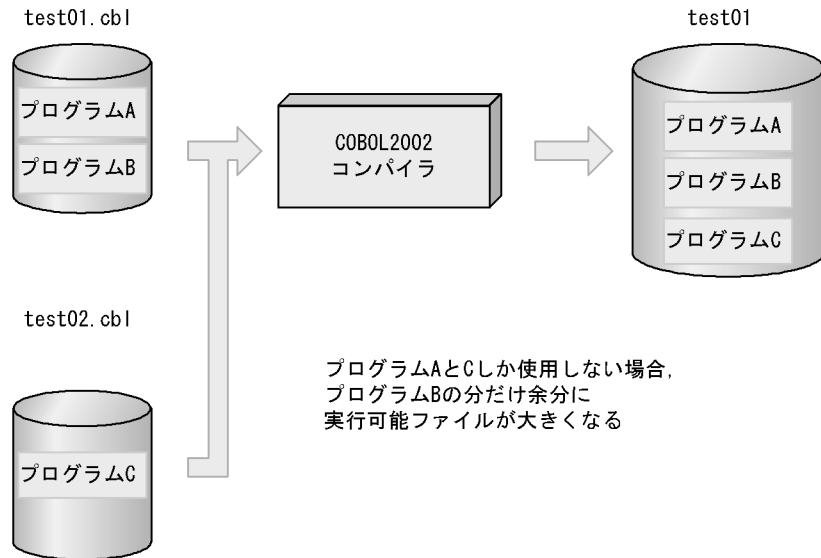 test01.cbl
プログラムA
プログラムB
COBOL2002
コンパイラ
test01
プログラムA
プログラムB
プログラムC
test02.cbl
プログラムC
プログラムAとCしか使用しない場合,
プログラムBの分だけ余分に
実行可能ファイルが大きくなる